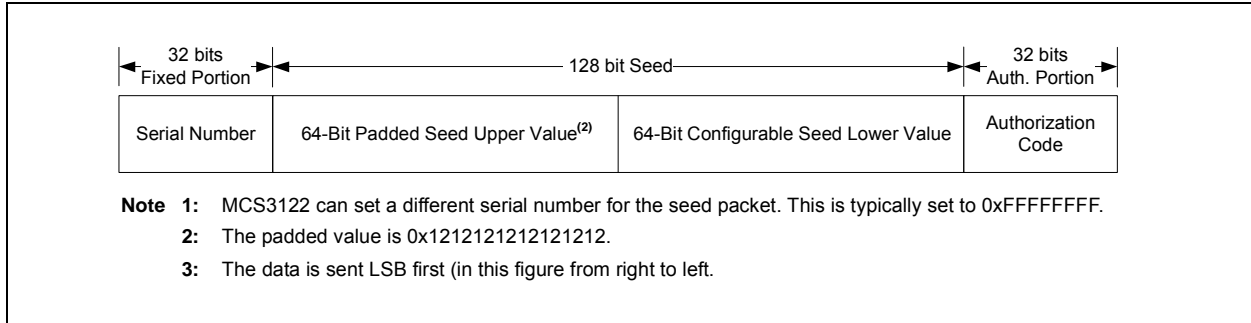 32 bits
Fixed Portion
128 bit Seed
32 bits
Auth. Portion
Serial Number
64-Bit Padded Seed Upper Value(2)
64-Bit Configurable Seed Lower Value
Authorization
Code
Note 1: MCS3122 can set a different serial number for the seed packet. This is typically set to 0xFFFFFFFF.
2: The padded value is 0x1212121212121212.
3: The data is sent LSB first (in this figure from right to left.